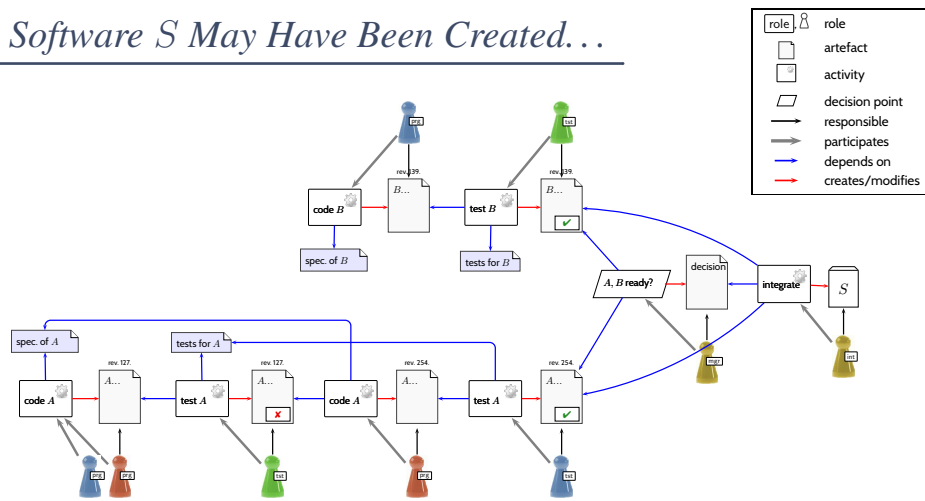 Software S May Have Been Created...
role , role
artefact
activity
decision point
responsible
participates
depends on
creates/modifies
prg
tst
rev. 139.
rev. 139.
B...
B...
code B
test B
✔
spec. of B
tests for B
decision
A, B ready?
integrate
S
spec. of A
tests for A
mgr
int
rev. 127.
rev. 127.
rev. 254.
rev. 254.
A...
A...
A...
A...
code A
test A
code A
test A
✘
✔
prg
prg
tst
prg
tst